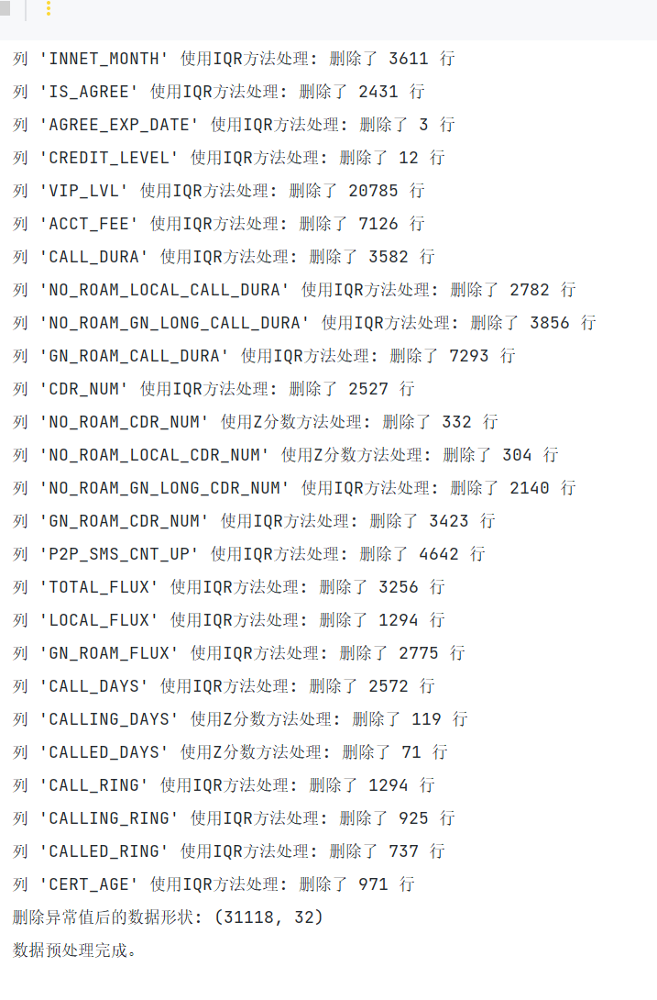 列 'INNET_MONTH' 使用IQR方法处理: 删除了 3611 行
列 'IS_AGREE' 使用IQR方法处理: 删除了 2431 行
列 'AGREE_EXP_DATE' 使用IQR方法处理: 删除了 3 行
列 'CREDIT_LEVEL' 使用IQR方法处理: 删除了 12 行
列 'VIP_LVL' 使用IQR方法处理: 删除了 20785 行
列 'ACCT_FEE' 使用IQR方法处理: 删除了 7126 行
列 'CALL_DURA' 使用IQR方法处理: 删除了 3582 行
列 'NO_ROAM_LOCAL_CALL_DURA' 使用IQR方法处理: 删除了 2782 行
列 'NO_ROAM_GN_LONG_CALL_DURA' 使用IQR方法处理: 删除了 3856 行
列 'GN_ROAM_CALL_DURA' 使用IQR方法处理: 删除了 7293 行
列 'CDR_NUM' 使用IQR方法处理: 删除了 2527 行
列 'NO_ROAM_CDR_NUM' 使用Z分数方法处理: 删除了 332 行
列 'NO_ROAM_LOCAL_CDR_NUM' 使用Z分数方法处理: 删除了 304 行
列 'NO_ROAM_GN_LONG_CDR_NUM' 使用IQR方法处理: 删除了 2140 行
列 'GN_ROAM_CDR_NUM' 使用IQR方法处理: 删除了 3423 行
列 'P2P_SMS_CNT_UP' 使用IQR方法处理: 删除了 4642 行
列 'TOTAL_FLUX' 使用IQR方法处理: 删除了 3256 行
列 'LOCAL_FLUX' 使用IQR方法处理: 删除了 1294 行
列 'GN_ROAM_FLUX' 使用IQR方法处理: 删除了 2775 行
列 'CALL_DAYS' 使用IQR方法处理: 删除了 2572 行
列 'CALLING_DAYS' 使用Z分数方法处理: 删除了 119 行
列 'CALLED_DAYS' 使用Z分数方法处理: 删除了 71 行
列 'CALL_RING' 使用IQR方法处理: 删除了 1294 行
列 'CALLING_RING' 使用IQR方法处理: 删除了 925 行
列 'CALLED_RING' 使用IQR方法处理: 删除了 737 行
列 'CERT_AGE' 使用IQR方法处理: 删除了 971 行
删除异常值后的数据形状: (31118, 32)
数据预处理完成。